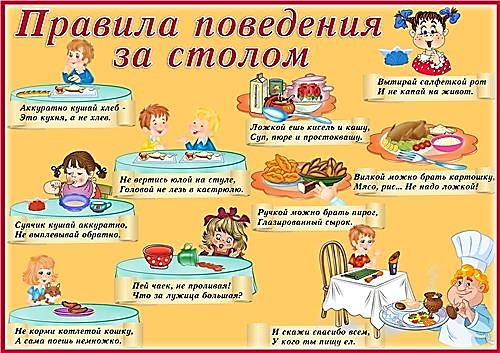 Правила поведения
за столом
Вытирай салфеткой рот
И не капай на живот.
Аккуратно кушай хлеб -
Это кухня, а не хлев.
Ложкой ешь кисель и кашу,
Суп, пюре и простоквашу.
Не вертись юлой на стуле,
Головой не лезь в кастрюлю.
Вилкой можно брать картошку,
Мясо, рис... Не надо ложкой!
Супчик кушай аккуратно,
Не выплевывай обратно.
Ручкой можно брать пирог,
Глазированный сырок.
Пей чаек, не проливая!
Что за лужица большая?
Не корми котлетой кошку,
А сама поешь немножко.
И скажи спасибо всем,
У кого ты пищу ел.